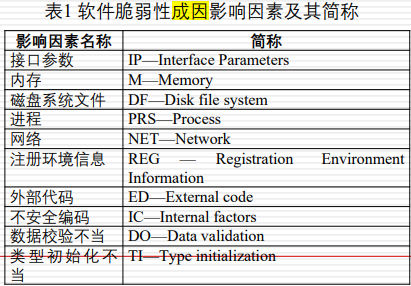 表1 软件脆弱性成因影响因素及其简称
影响因素名称 简称
接口参数 IP—Interface Parameters
内存 M—Memory
磁盘系统文件 DF—Disk file system
进程 PRS—Process
网络 NET—Network
注册环境信息 REG — Registration Environment
Information
外部代码 ED—External code
不安全编码 IC—Internal factors
数据校验不当 DO—Data validation
类型初始化不 TI—Type initialization
当